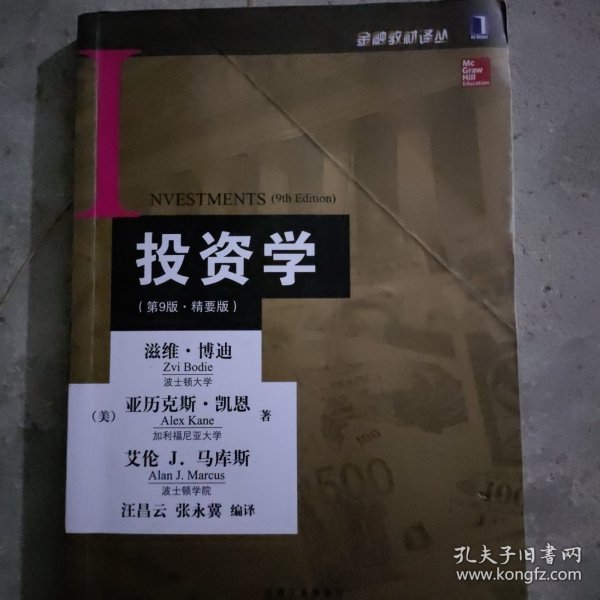 金融教材译丛
Mc
Graw
Hill
Education
INVESTMENTS (9th Edition)
投资学
(第9版·精要版)
滋维·博迪
Zvi Bodie
波士顿大学
(美) 亚历克斯·凯恩 著
Alex Kane
加利福尼亚大学
艾伦 J. 马库斯
Alan J. Marcus
波士顿学院
汪昌云 张永冀 编译
100
500
孔夫子旧书网
www.kongfz.com